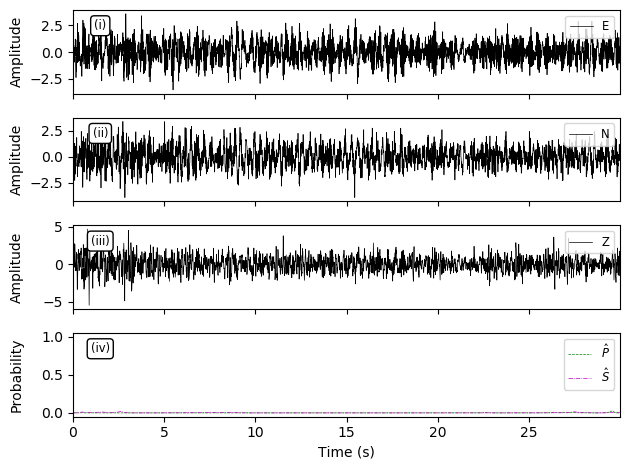 Amplitude
2.5
0.0
−2.5
(i)
E
Amplitude
2.5
0.0
−2.5
(ii)
N
Amplitude
5
0
−5
(iii)
Z
Probability
1.0
0.5
0.0
(iv)
P̂
Ŝ
0 5 10 15 20 25
Time (s)